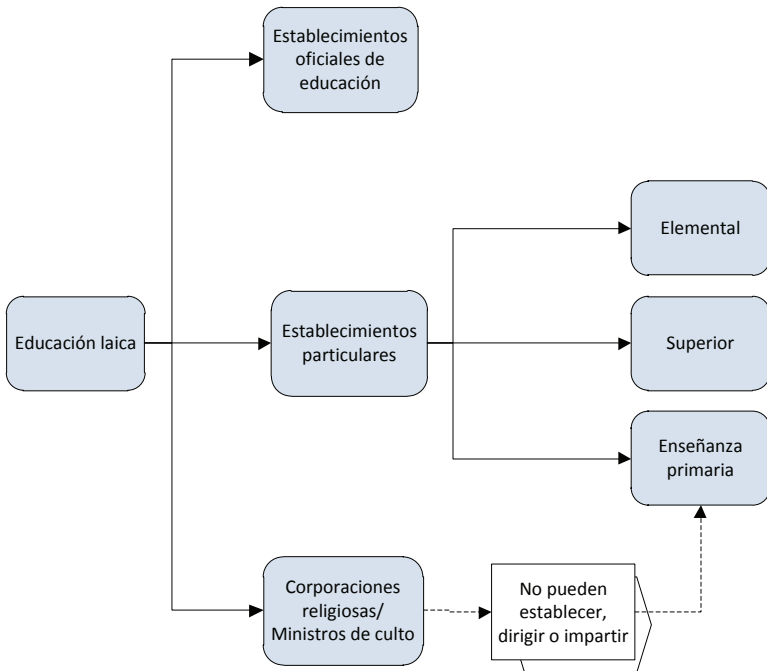 Establecimientos
oficiales de
educación
Elemental
Educación laica
Establecimientos
particulares
Superior
Enseñanza
primaria
Corporaciones
religiosas/
Ministros de culto
No pueden
establecer,
dirigir o impartir